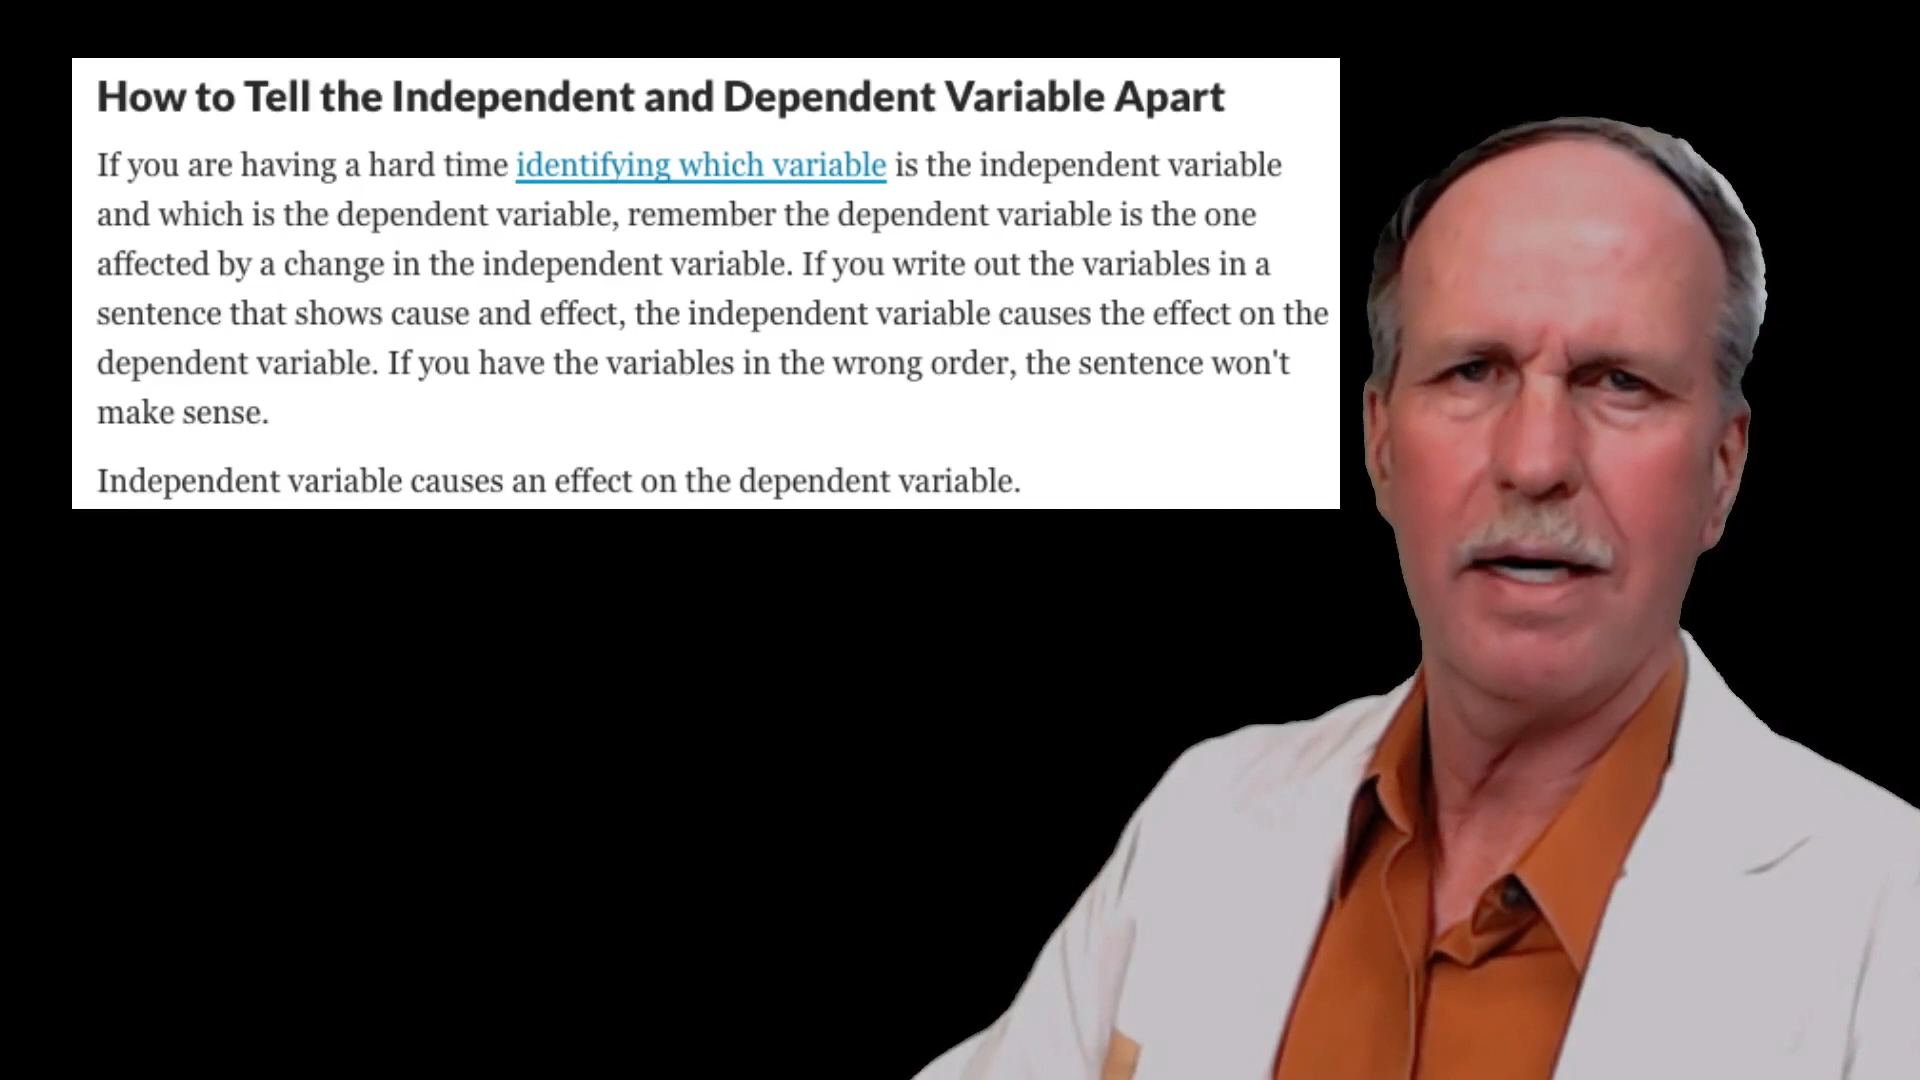 How to Tell the Independent and Dependent Variable Apart
If you are having a hard time identifying which variable is the independent variable
and which is the dependent variable, remember the dependent variable is the one
affected by a change in the independent variable. If you write out the variables in a
sentence that shows cause and effect, the independent variable causes the effect on the
dependent variable. If you have the variables in the wrong order, the sentence won't
make sense.
Independent variable causes an effect on the dependent variable.